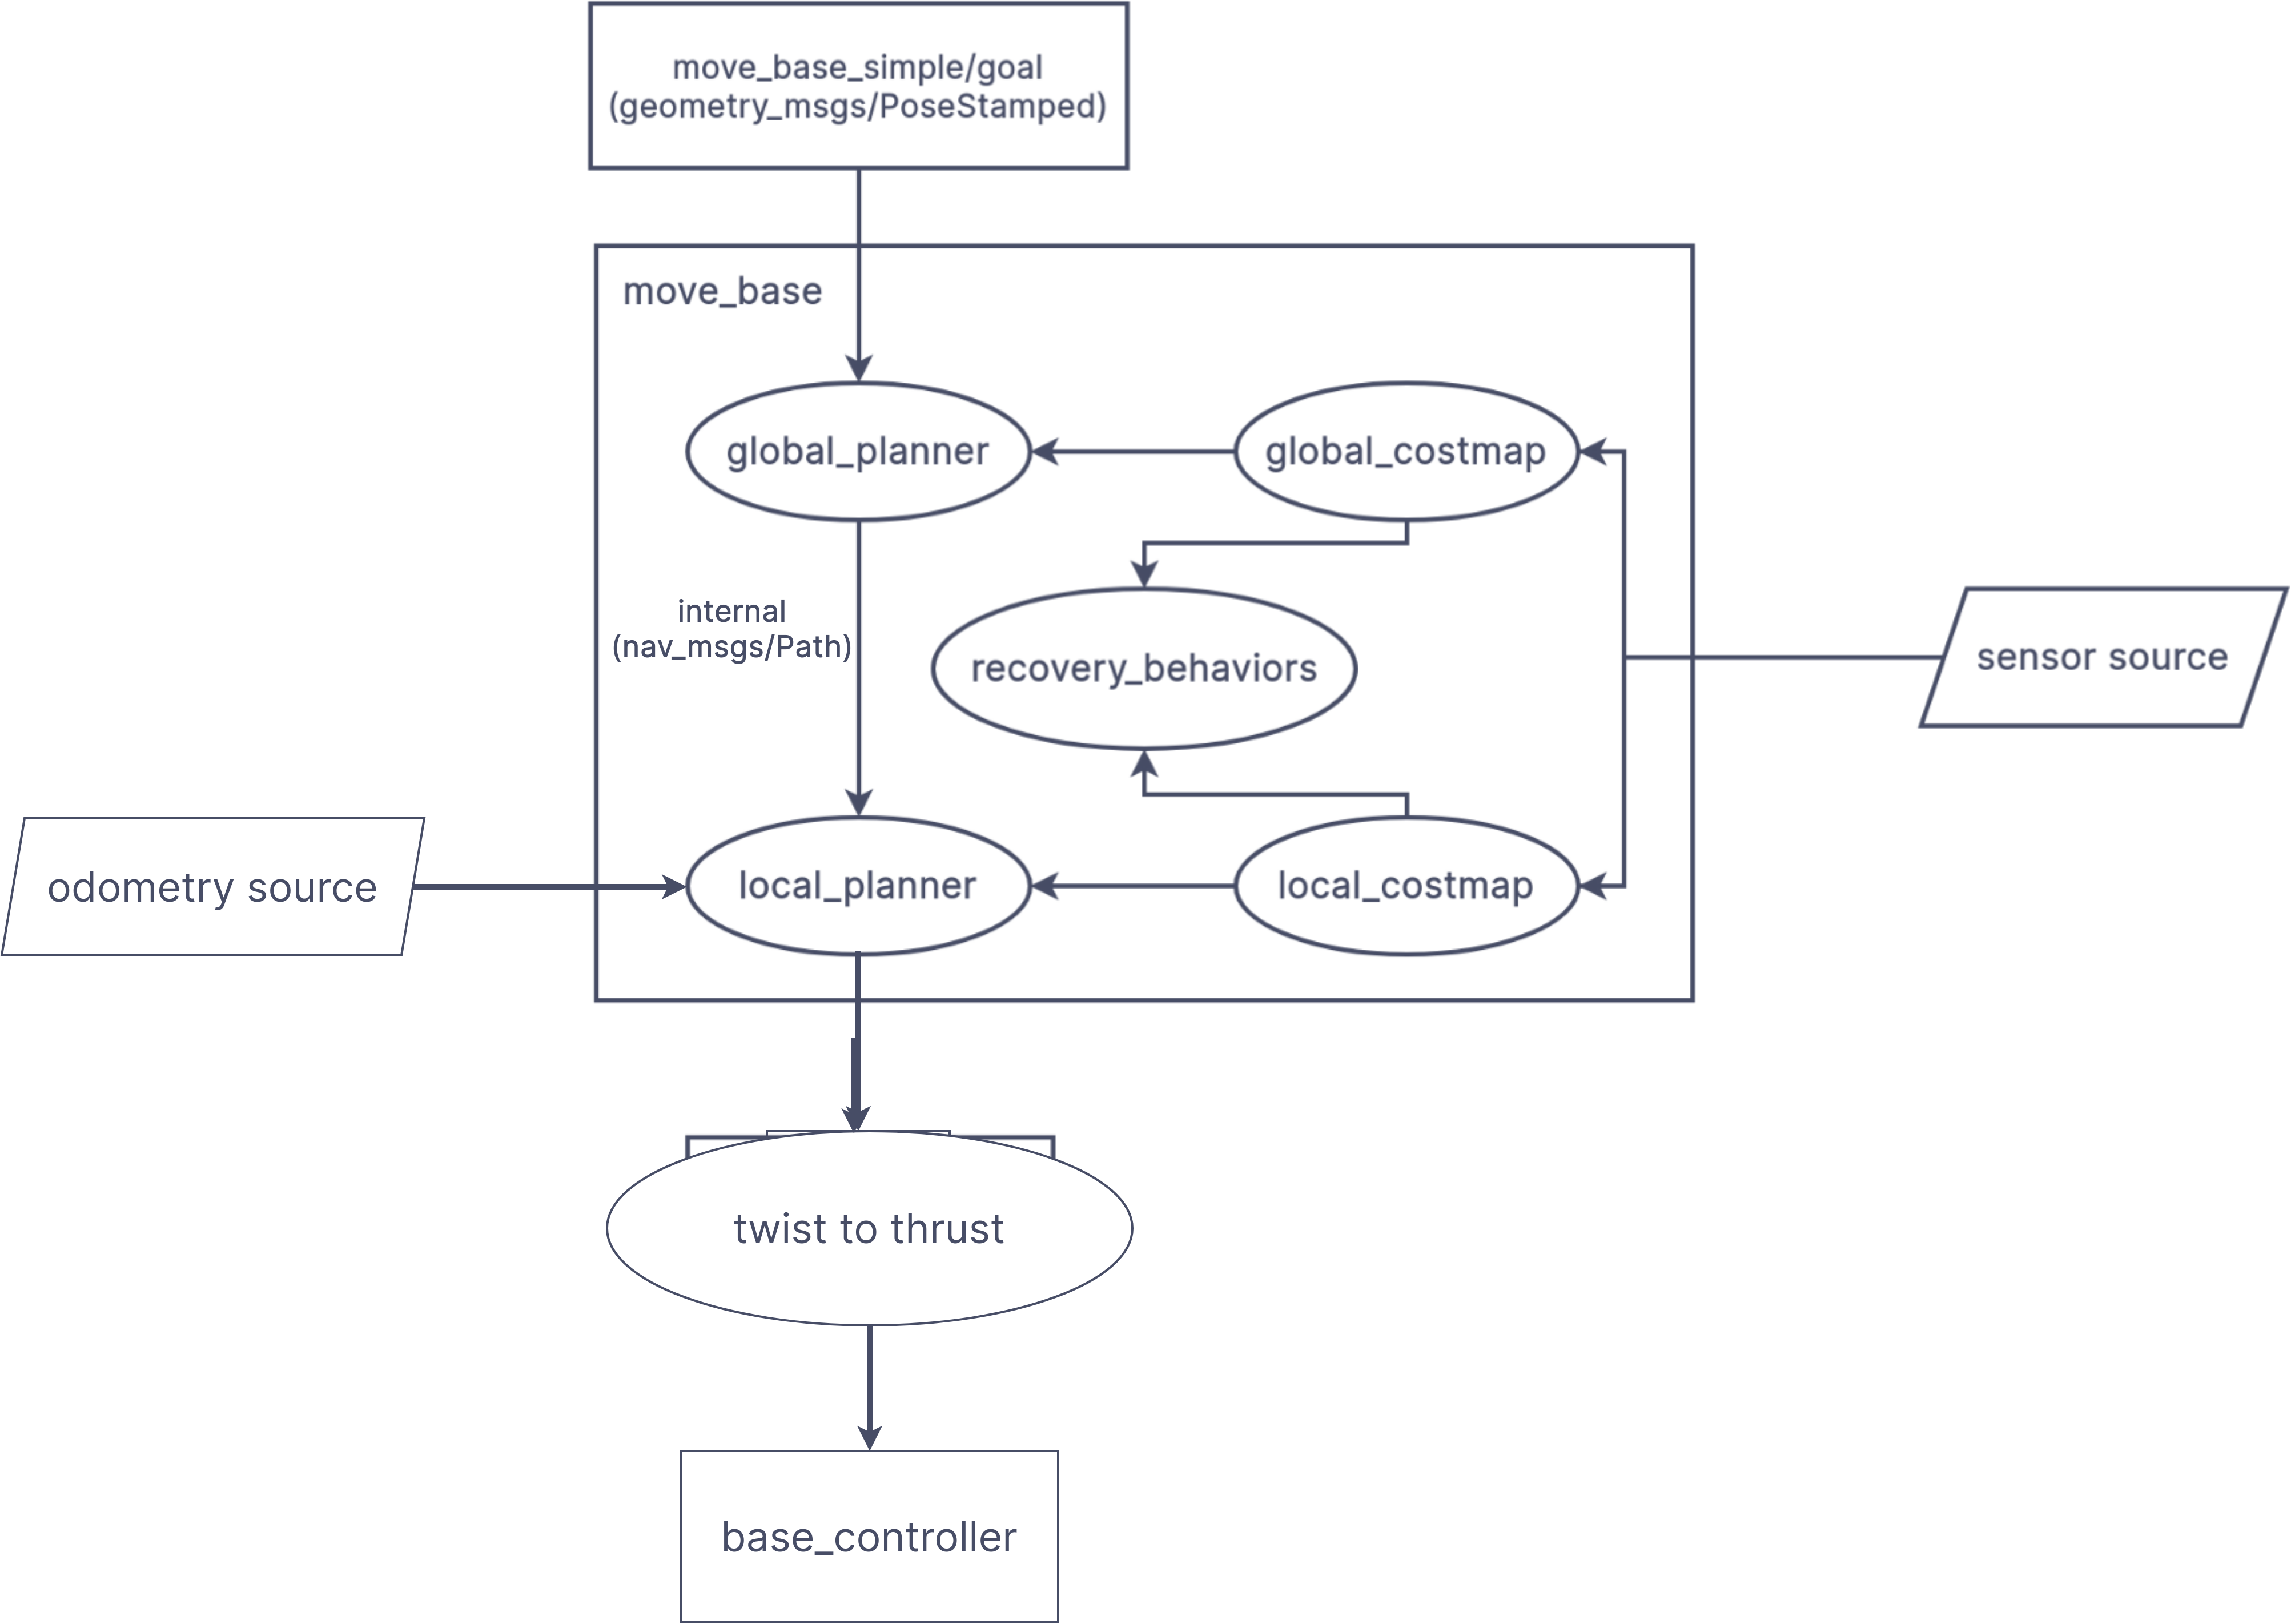 move_base_simple/goal
(geometry_msgs/PoseStamped)
move_base
global_planner
global_costmap
internal
(nav_msgs/Path)
recovery_behaviors
sensor source
odometry source
local_planner
local_costmap
twist to thrust
base_controller